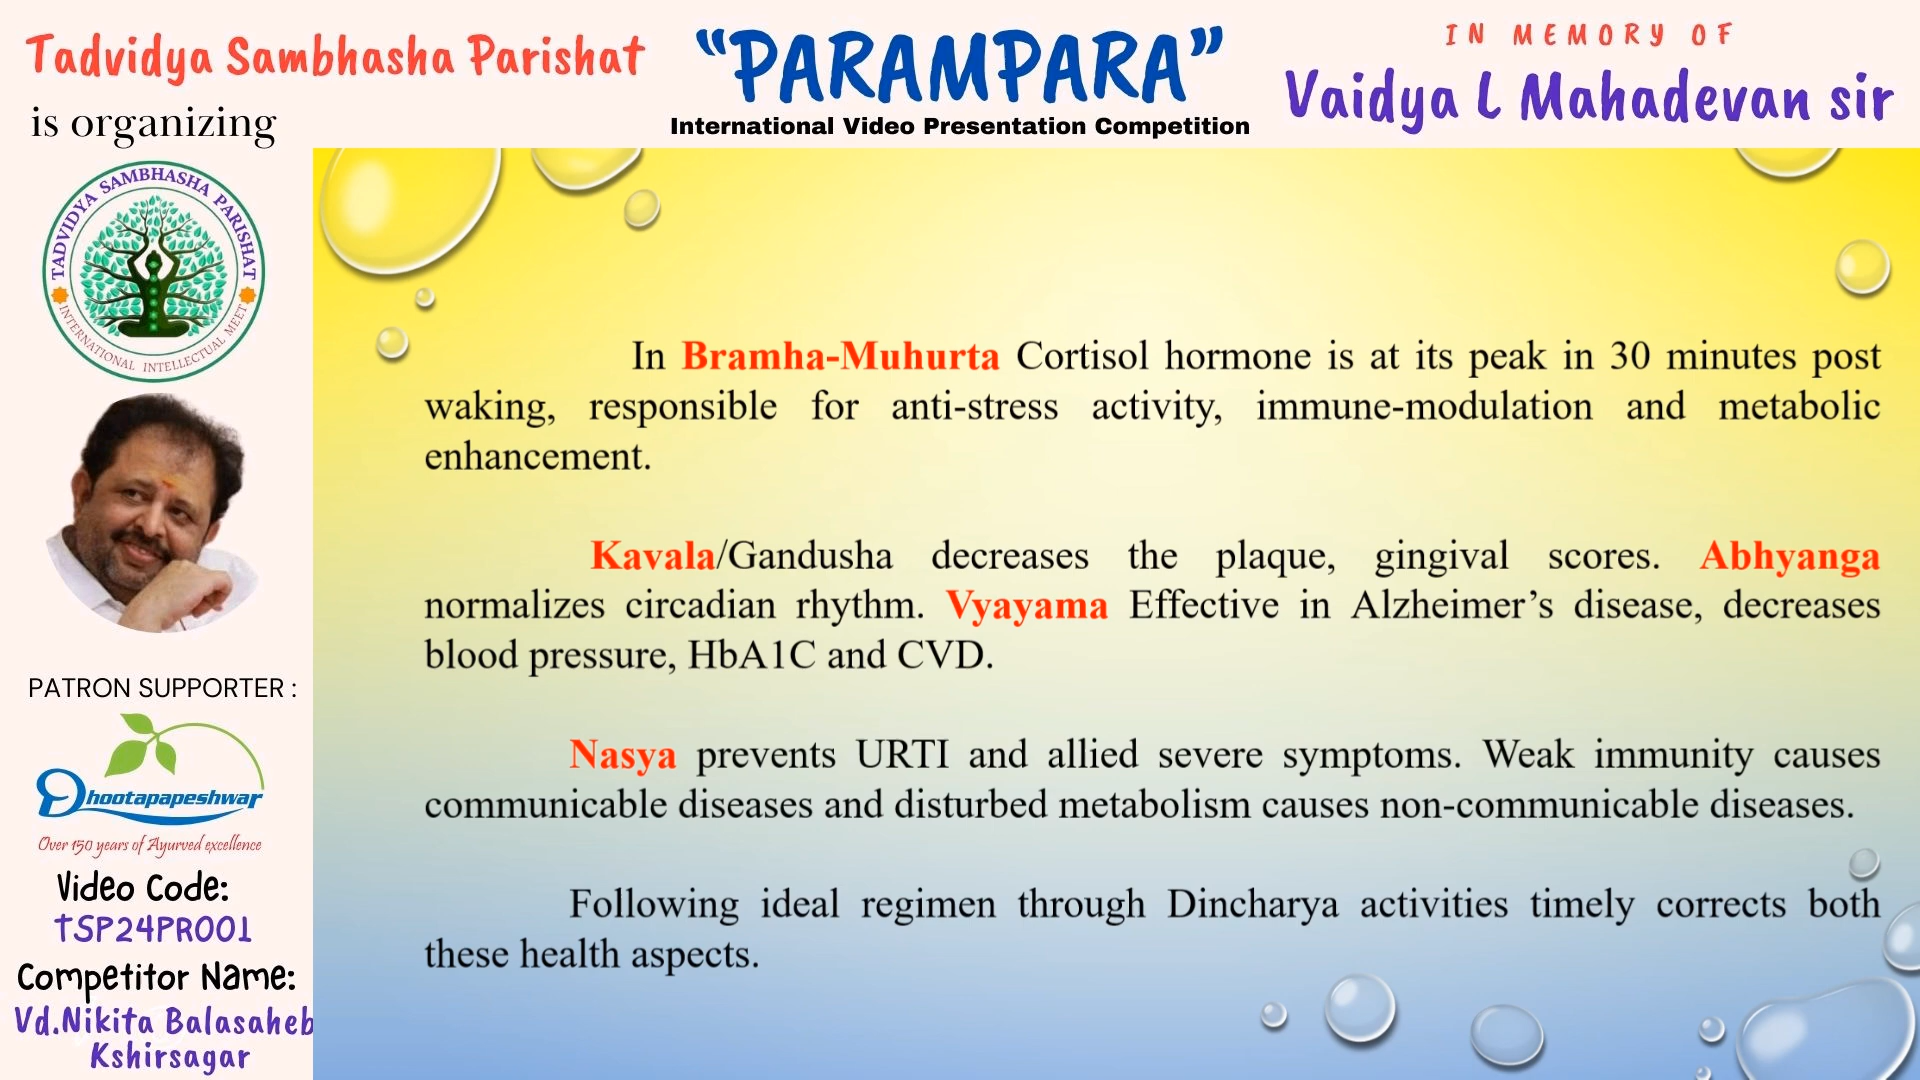 Tadvidya Sambhasha Parishat
is organizing
"PARAMPARA"
International Video Presentation Competition
IN MEMORY OF
Vaidya L Mahadevan sir
TADVIDYA SAMBHASHA PARISHAT
INTERNATIONAL INTELLECTUAL MEET
PATRON SUPPORTER :
Dhootapapeshwar
Over 150 years of Ayurved excellence
Video Code:
TSP24PR001
Competitor Name:
Vd.Nikita Balasaheb
Kshirsagar
In Bramha-Muhurta Cortisol hormone is at its peak in 30 minutes post
waking, responsible for anti-stress activity, immune-modulation and metabolic
enhancement.
Kavala/Gandusha decreases the plaque, gingival scores. Abhyanga
normalizes circadian rhythm. Vyayama Effective in Alzheimer’s disease, decreases
blood pressure, HbA1C and CVD.
Nasya prevents URTI and allied severe symptoms. Weak immunity causes
communicable diseases and disturbed metabolism causes non-communicable diseases.
Following ideal regimen through Dincharya activities timely corrects both
these health aspects.